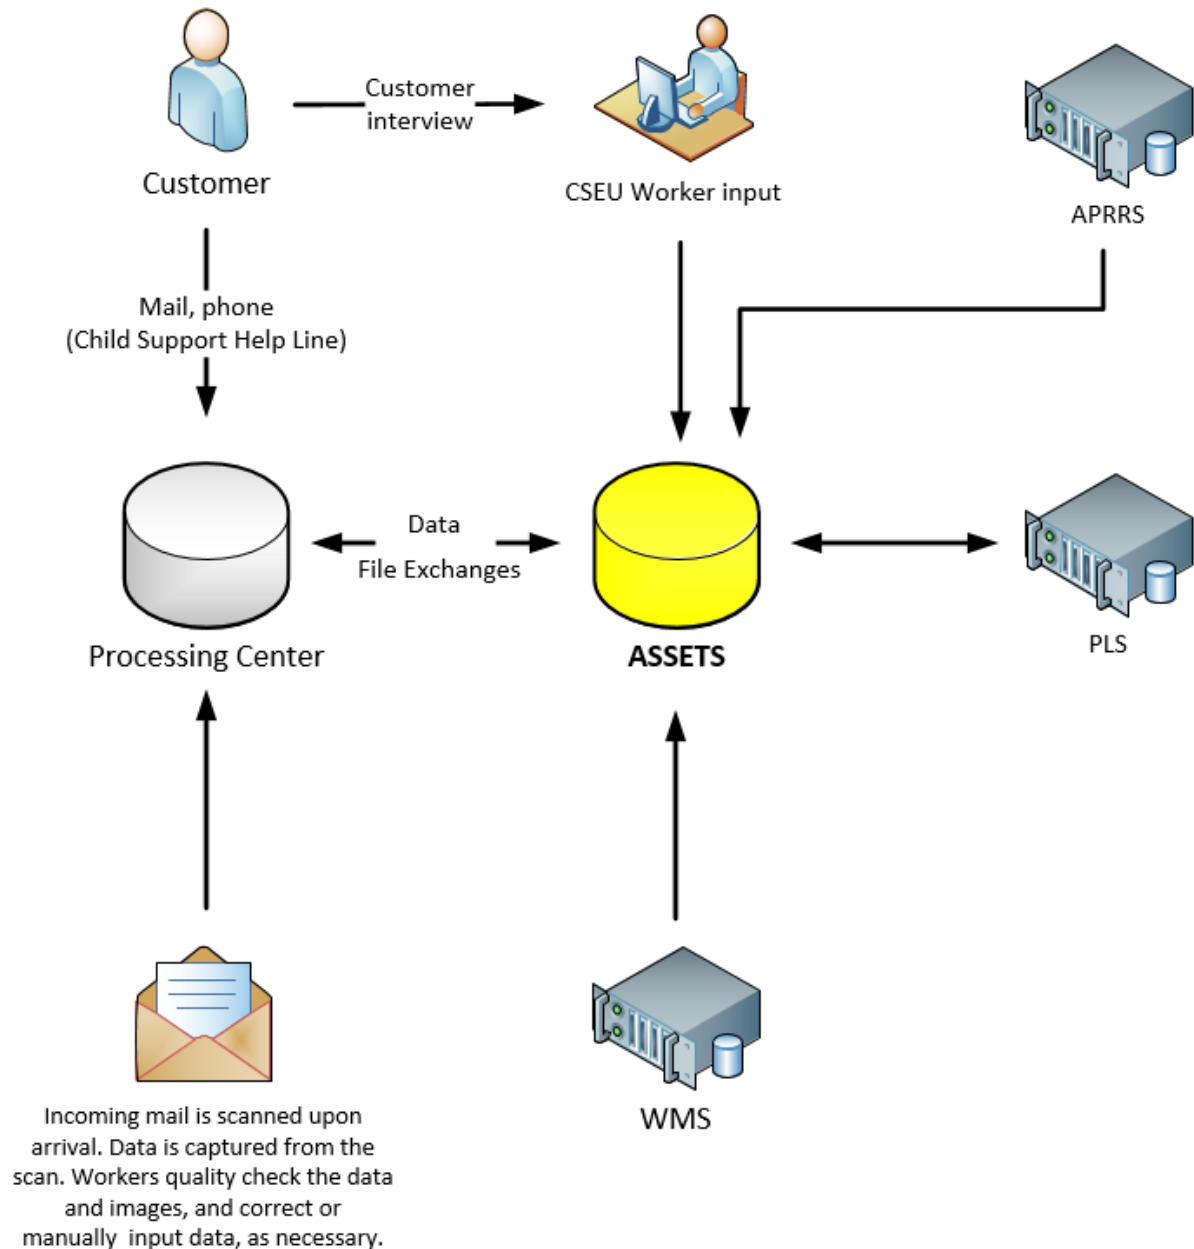 Customer
interview
Customer
CSEU Worker input
APRRS
Mail, phone
(Child Support Help Line)
Data
File Exchanges
Processing Center
ASSETS
PLS
WMS
Incoming mail is scanned upon
arrival. Data is captured from the
scan. Workers quality check the data
and images, and correct or
manually  input data, as necessary.